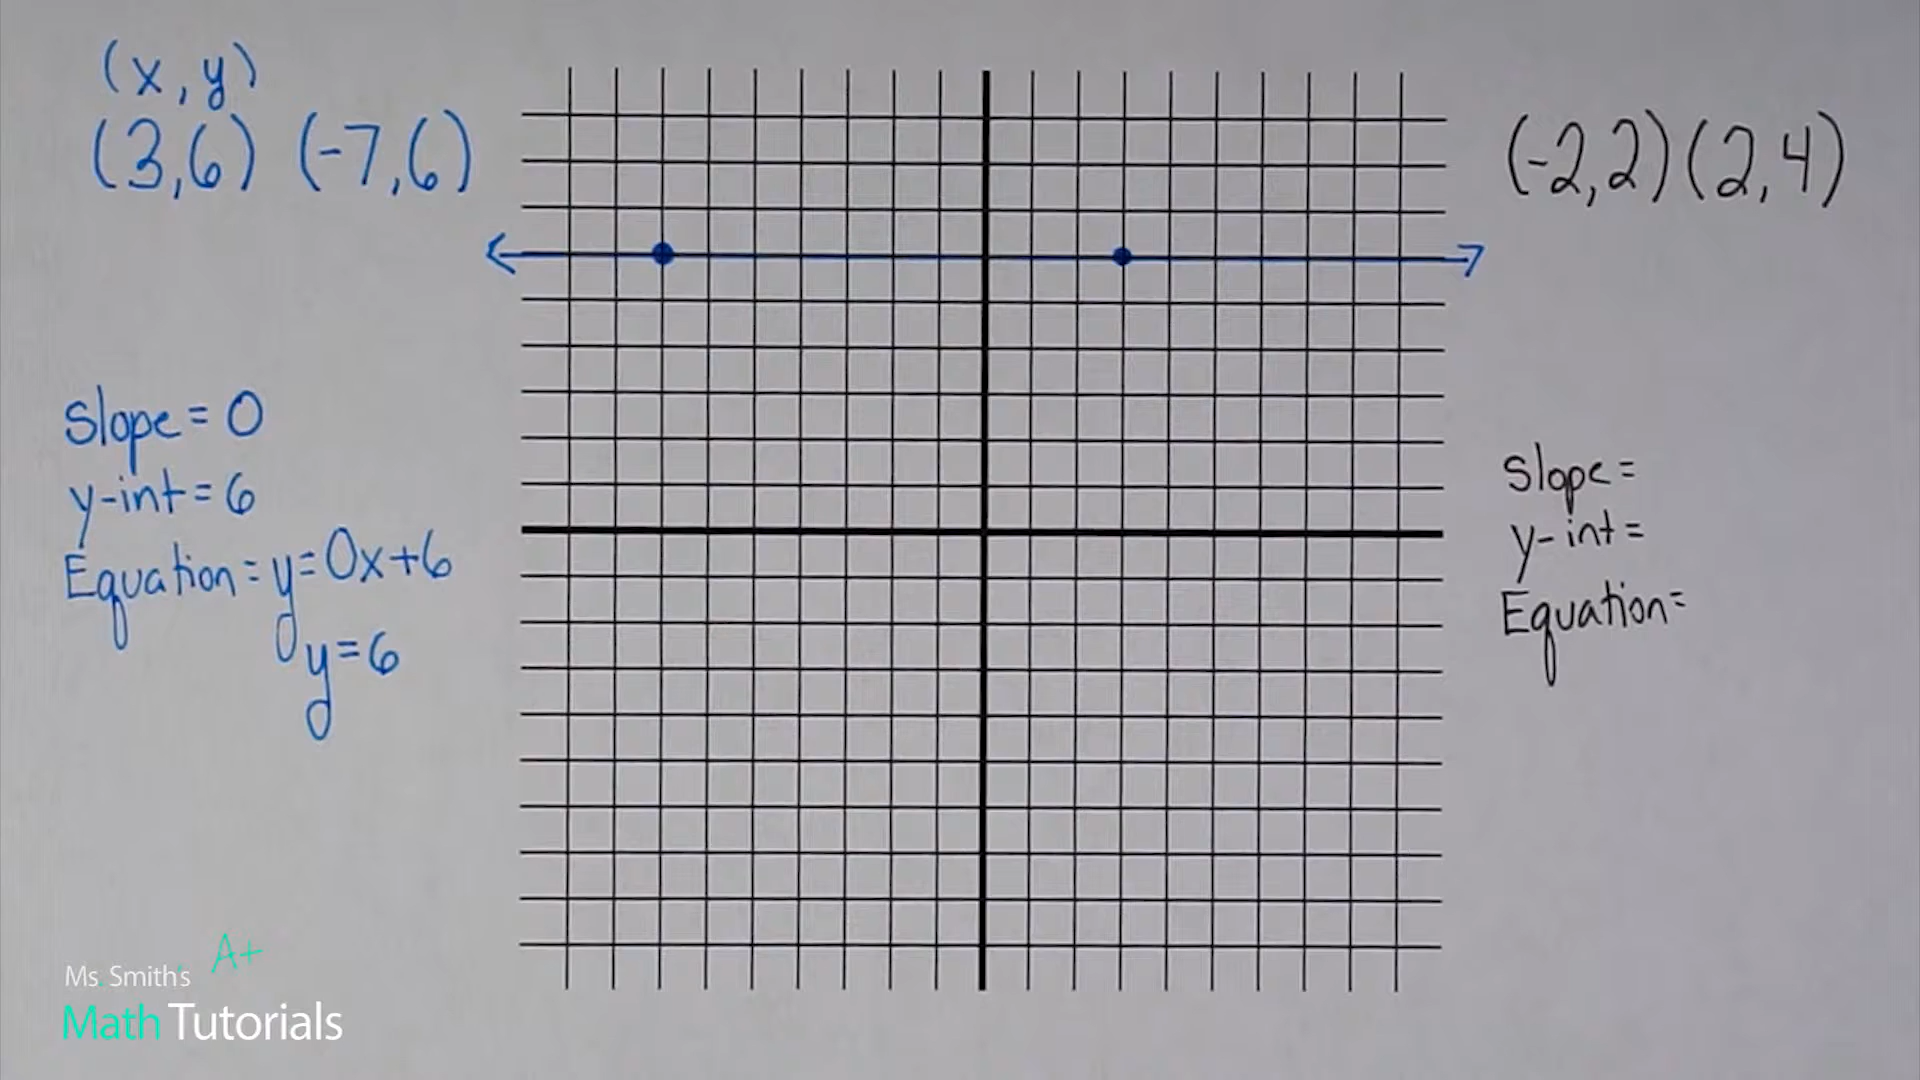 (x,y)
(3,6) (-7,6)
Slope=0
y-int=6
Equation=y=0x+6
y=6
(-2,2)(2,4)
Slope=
y-int=
Equation=
A+
Ms. Smith's
Math Tutorials